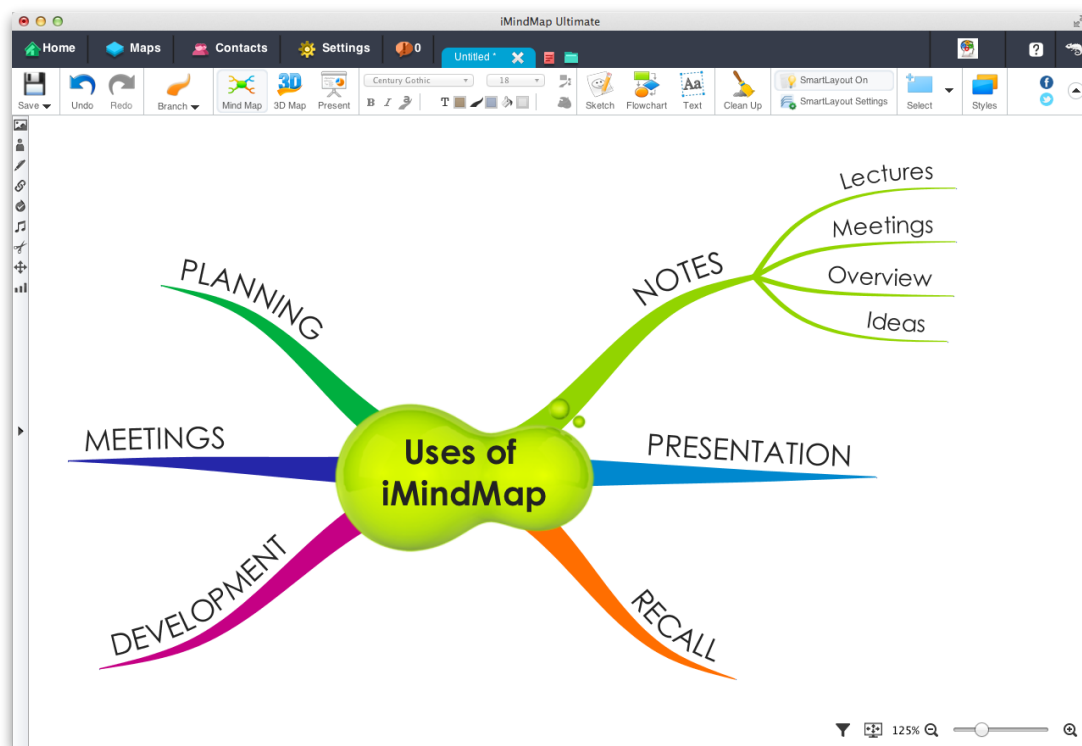 iMindMap Ultimate
Home Maps Contacts Settings 0 Untitled * ?
Save Undo Redo Branch Mind Map 3D Map Present
3D
Century Gothic 18
B I T
Sketch Flowchart Text Clean Up
Aa
SmartLayout On
SmartLayout Settings
Select Styles
Lectures
Meetings
Overview
Ideas
NOTES
PLANNING
MEETINGS
PRESENTATION
Uses of
iMindMap
DEVELOPMENT
RECALL
125%